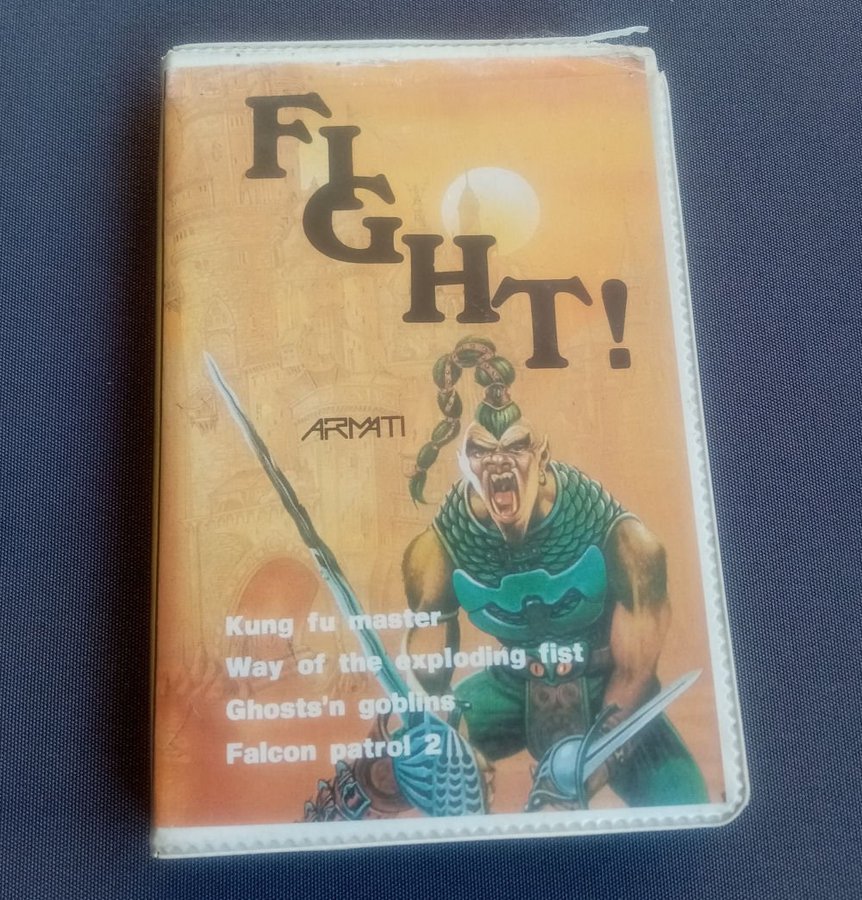 FIGHT!
ARMATI
Kung fu master
Way of the exploding fist
Ghosts'n goblins
Falcon patrol 2